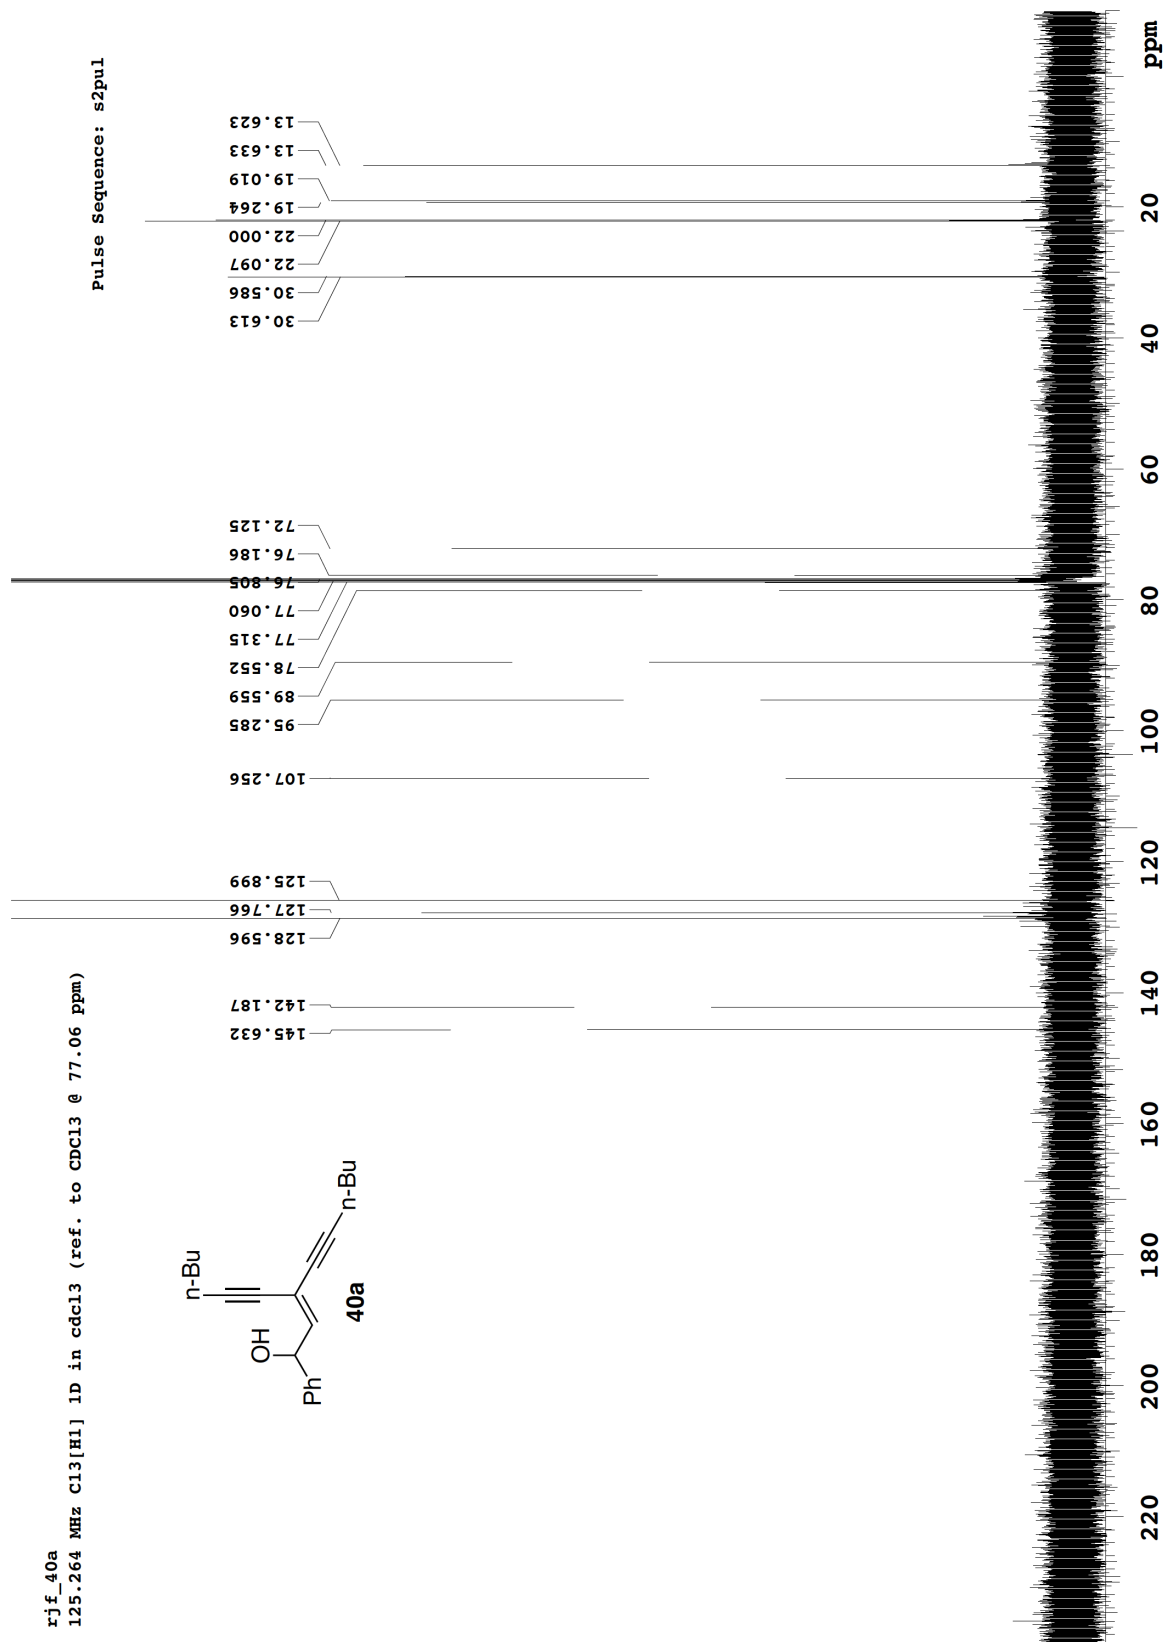 rjf_40a
125.264 MHz C13[H1] 1D in cdcl3 (ref. to CDCl3 @ 77.06 ppm)
Pulse Sequence: s2pul
145.632
142.187
128.596
127.766
125.899
107.256
95.285
89.559
78.552
77.315
77.060
76.805
76.186
72.125
30.613
30.586
22.097
22.000
19.264
19.019
13.633
13.623
n-Bu
OH
Ph
n-Bu
40a
220 200 180 160 140 120 100 80 60 40 20 ppm